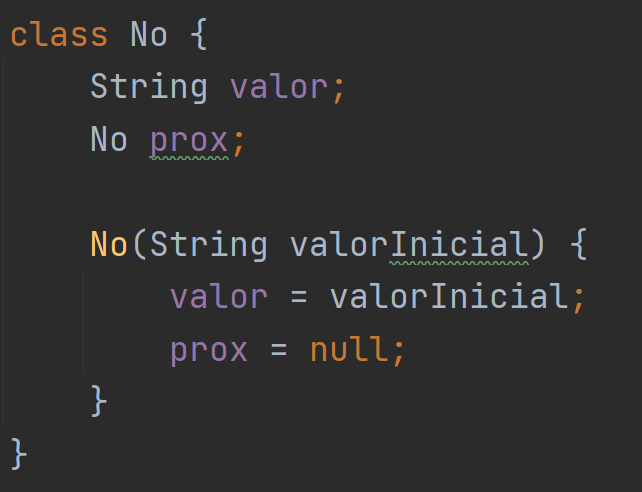 class No {
    String valor;
    No prox;

    No(String valorInicial) {
        valor = valorInicial;
        prox = null;
    }
}